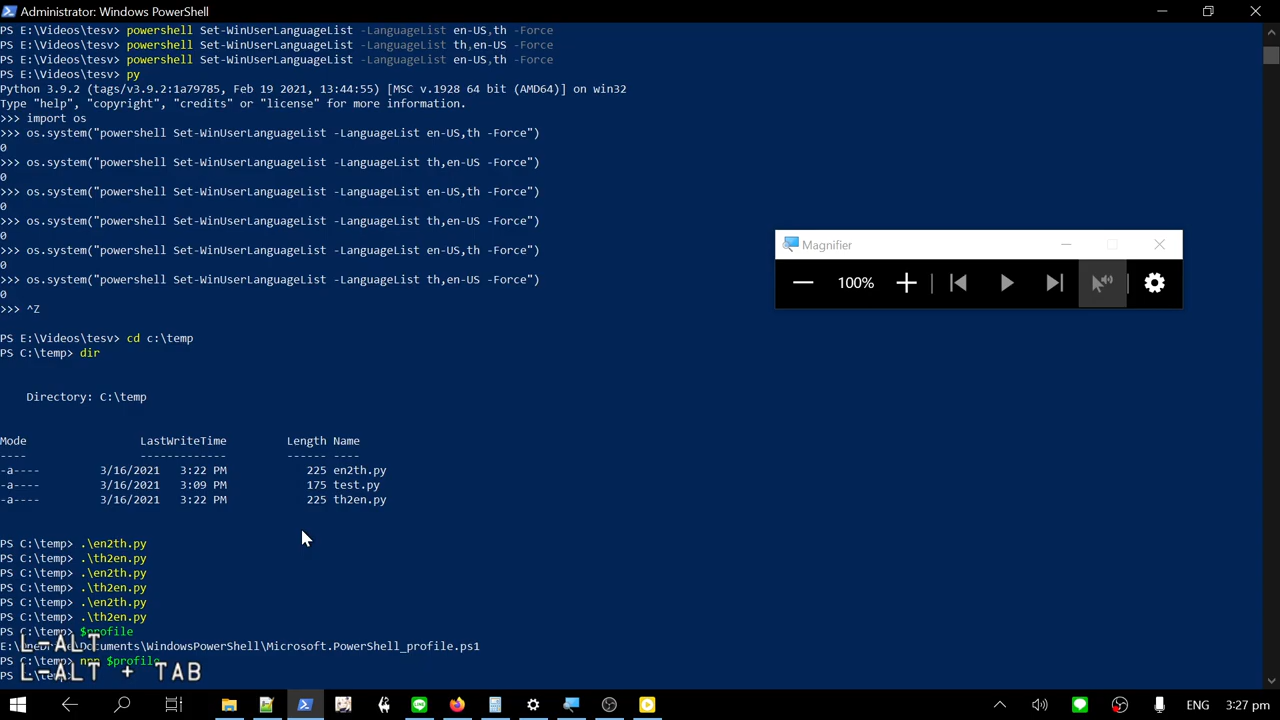 Administrator: Windows PowerShell
PS E:\Videos\tesv> powershell Set-WinUserLanguageList -LanguageList en-US,th -Force
PS E:\Videos\tesv> powershell Set-WinUserLanguageList -LanguageList th,en-US -Force
PS E:\Videos\tesv> powershell Set-WinUserLanguageList -LanguageList en-US,th -Force
PS E:\Videos\tesv> py
Python 3.9.2 (tags/v3.9.2:1a79785, Feb 19 2021, 13:44:55) [MSC v.1928 64 bit (AMD64)] on win32
Type "help", "copyright", "credits" or "license" for more information.
>>> import os
>>> os.system("powershell Set-WinUserLanguageList -LanguageList en-US,th -Force")
0
>>> os.system("powershell Set-WinUserLanguageList -LanguageList th,en-US -Force")
0
>>> os.system("powershell Set-WinUserLanguageList -LanguageList en-US,th -Force")
0
>>> os.system("powershell Set-WinUserLanguageList -LanguageList th,en-US -Force")
0
>>> os.system("powershell Set-WinUserLanguageList -LanguageList en-US,th -Force")
0
>>> os.system("powershell Set-WinUserLanguageList -LanguageList th,en-US -Force")
0
>>> ^Z
Magnifier
100%
PS E:\Videos\tesv> cd c:\temp
PS C:\temp> dir
Directory: C:\temp
Mode LastWriteTime Length Name
---- ------------- ------ ----
-a---- 3/16/2021 3:22 PM 225 en2th.py
-a---- 3/16/2021 3:09 PM 175 test.py
-a---- 3/16/2021 3:22 PM 225 th2en.py
PS C:\temp> .\en2th.py
PS C:\temp> .\th2en.py
PS C:\temp> .\en2th.py
PS C:\temp> .\th2en.py
PS C:\temp> .\en2th.py
PS C:\temp> .\th2en.py
PS C:\temp> $profile
L-ALT
PS C:\temp> $profile
L-ALT + TAB
ENG 3:27 pm